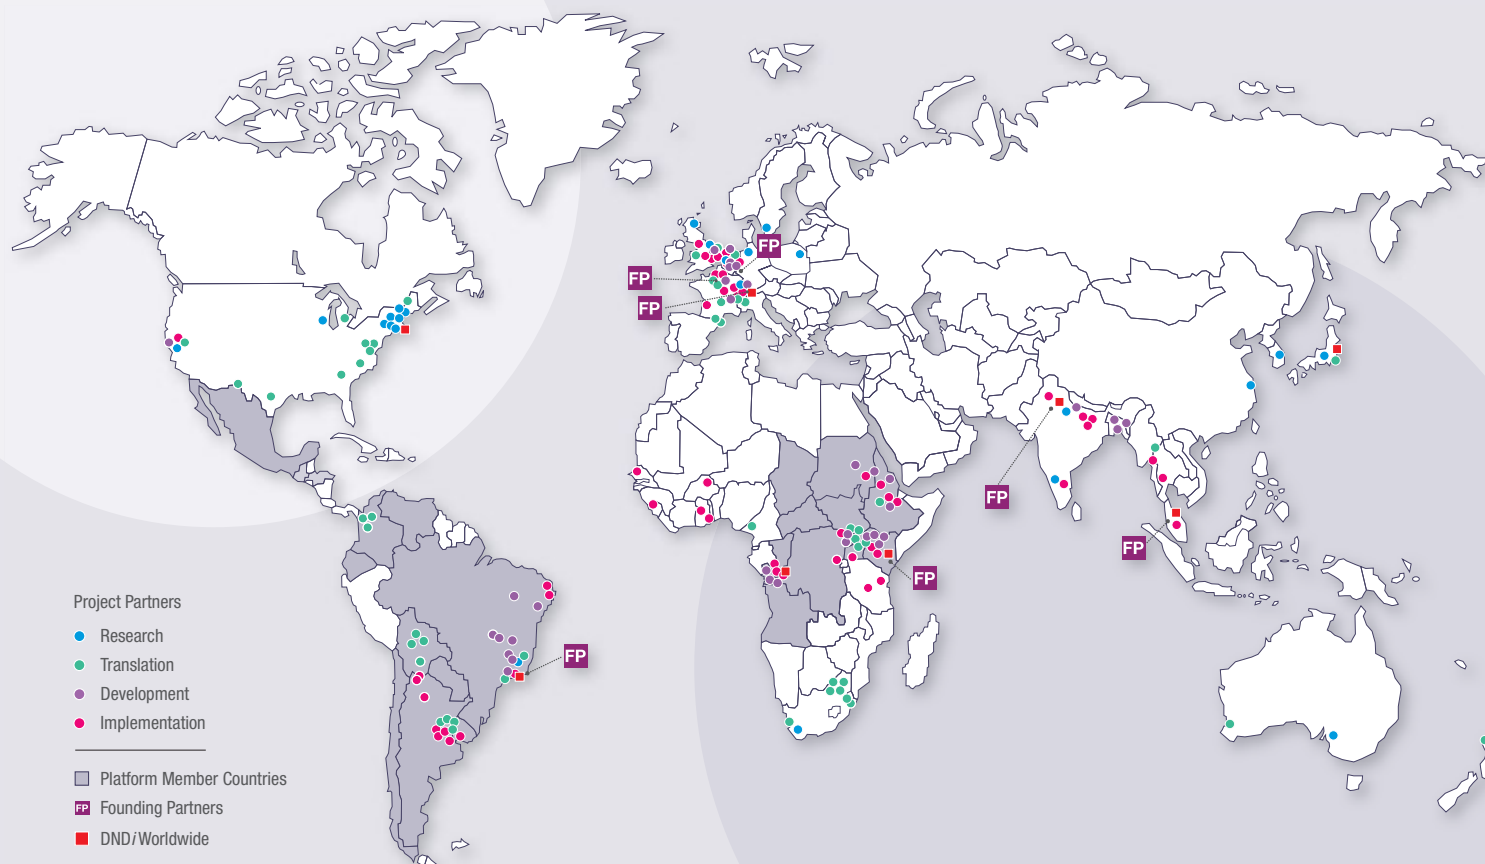 FP
FP
FP
FP
FP
FP
FP
Project Partners
Research
Translation
Development
Implementation
Platform Member Countries
FP Founding Partners
DNDi Worldwide